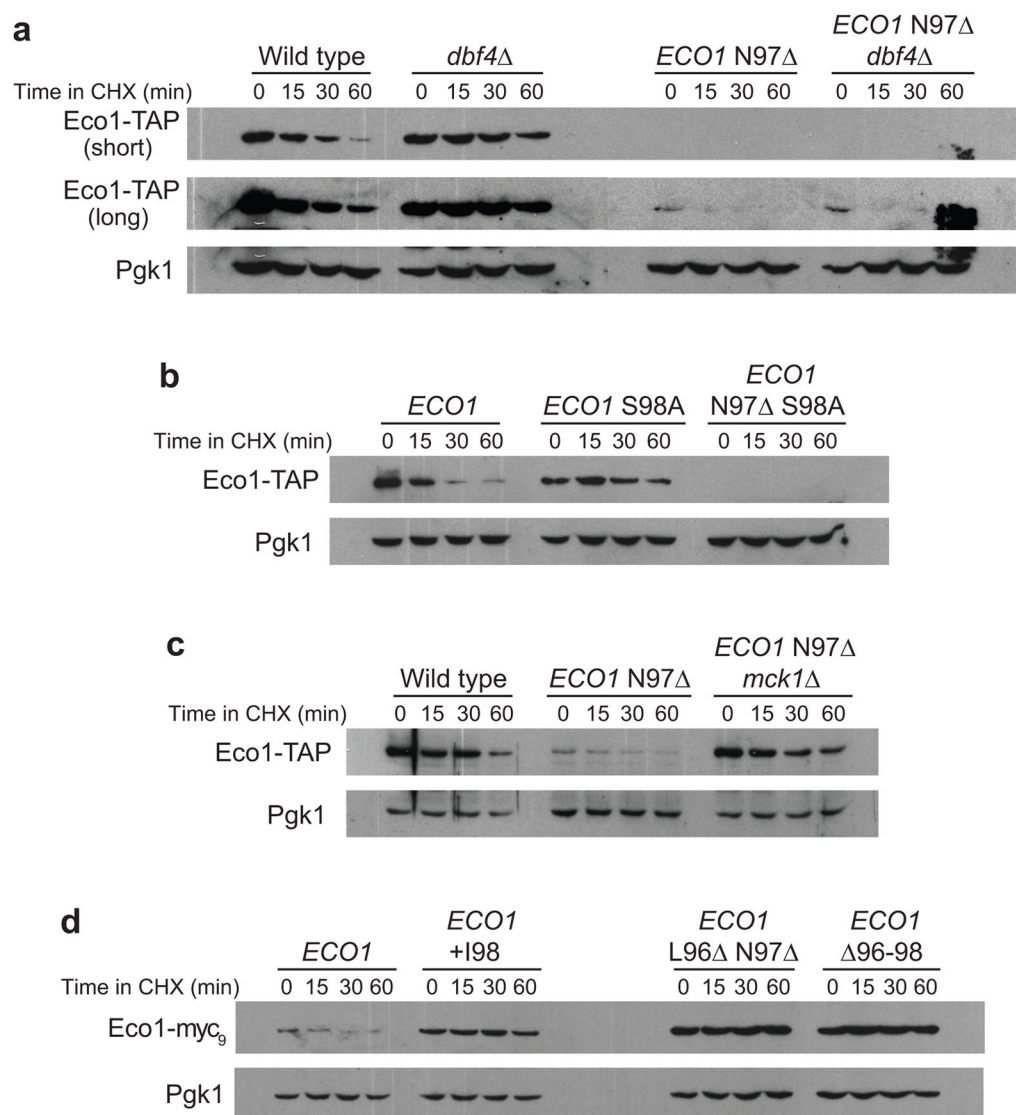 a
Wild type dbf4Δ ECO1 N97Δ ECO1 N97Δ dbf4Δ
Time in CHX (min) 0 15 30 60 0 15 30 60 0 15 30 60 0 15 30 60
Eco1-TAP
(short)
Eco1-TAP
(long)
Pgk1
b
ECO1 ECO1 S98A ECO1 N97Δ S98A
Time in CHX (min) 0 15 30 60 0 15 30 60 0 15 30 60
Eco1-TAP
Pgk1
c
Wild type ECO1 N97Δ ECO1 N97Δ mck1Δ
Time in CHX (min) 0 15 30 60 0 15 30 60 0 15 30 60
Eco1-TAP
Pgk1
d
ECO1 ECO1 +I98 ECO1 L96Δ N97Δ ECO1 Δ96-98
Time in CHX (min) 0 15 30 60 0 15 30 60 0 15 30 60 0 15 30 60
Eco1-myc9
Pgk1